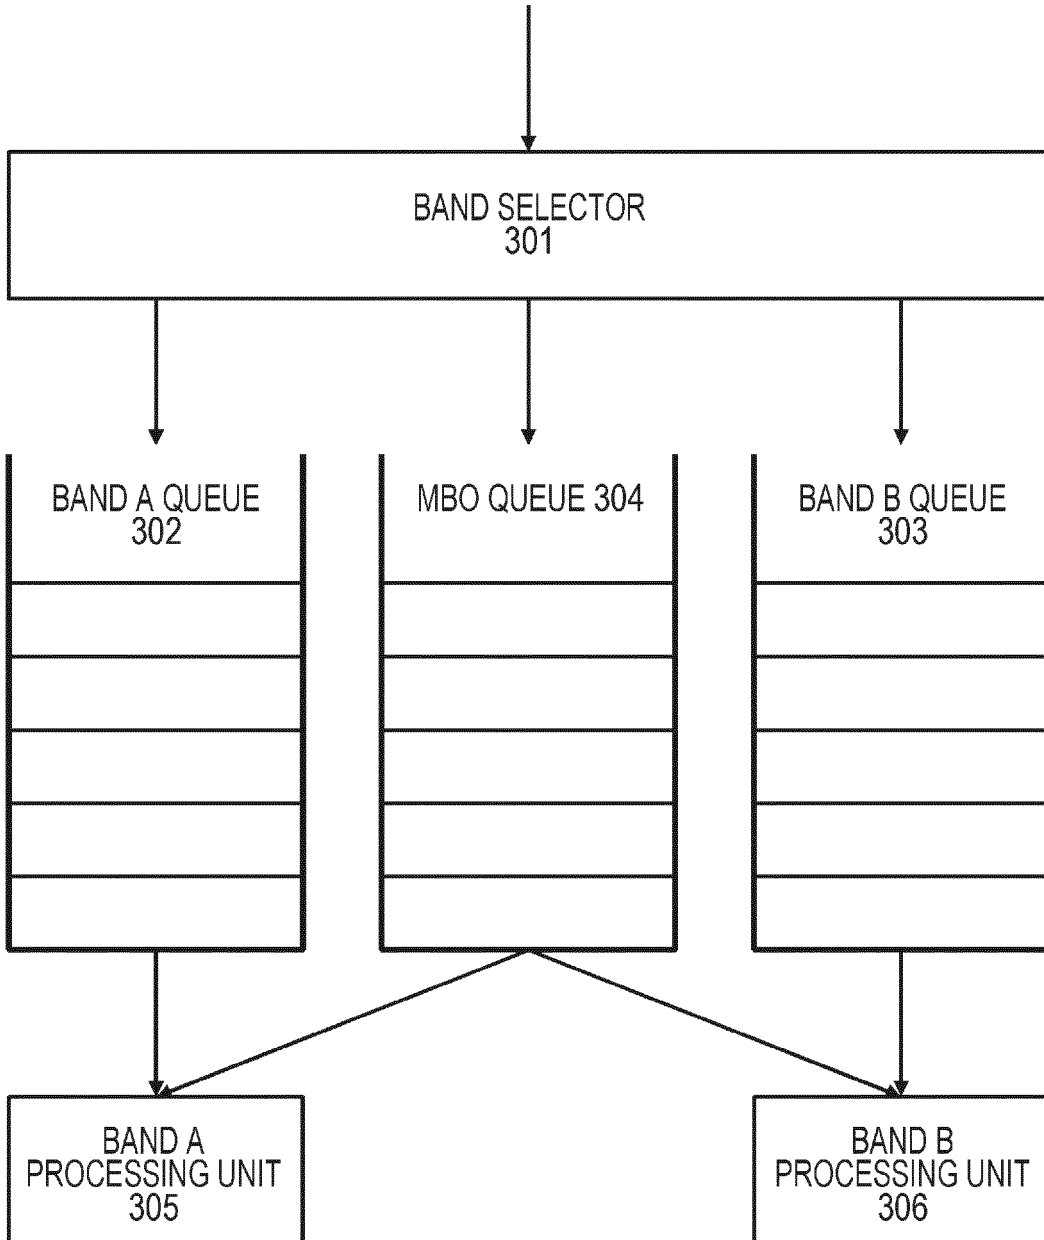 BAND SELECTOR
301
BAND A QUEUE
302
MBO QUEUE 304
BAND B QUEUE
303
BAND A
PROCESSING UNIT
305
BAND B
PROCESSING UNIT
306